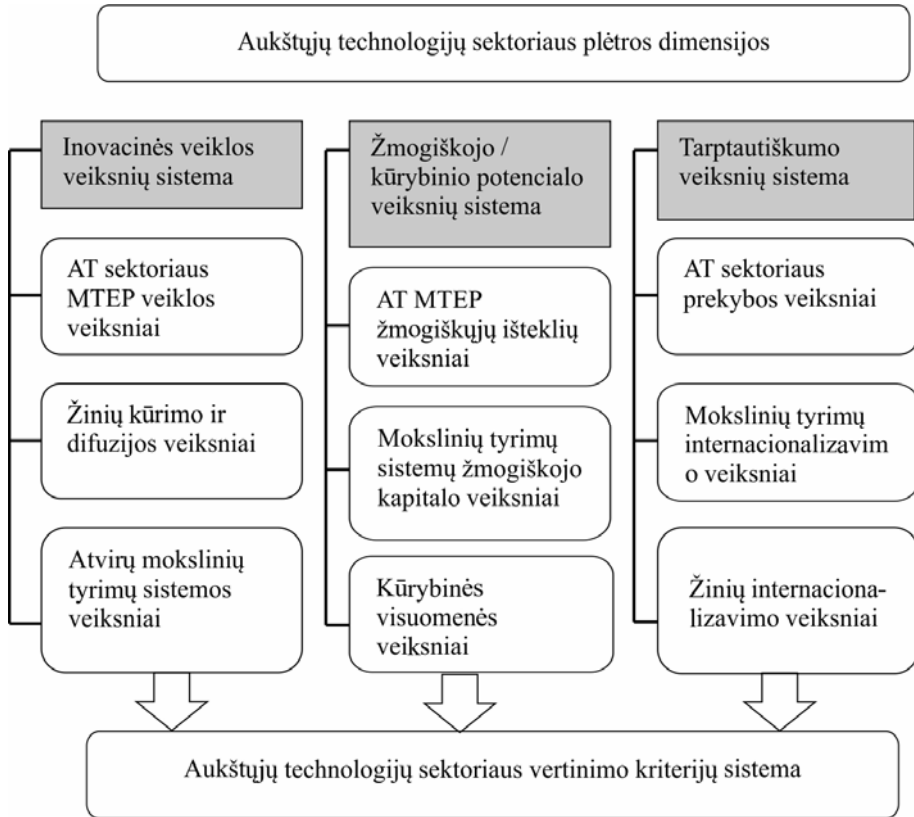 Aukštųjų technologijų sektoriaus plėtros dimensijos
Inovacinės veiklos
veiksnių sistema
AT sektoriaus
MTEP veiklos
veiksniai
Žinių kūrimo ir
difuzijos veiksniai
Atvirų mokslinių
tyrimų sistemos
veiksniai
Žmogiškojo /
kūrybinio potencialo
veiksnių sistema
AT MTEP
žmogiškųjų išteklių
veiksniai
Mokslinių tyrimų
sistemų žmogiškojo
kapitalo veiksniai
Kūrybinės
visuomenės
veiksniai
Tarptautiškumo
veiksnių sistema
AT sektoriaus
prekybos veiksniai
Mokslinių tyrimų
internacionalizavim
o veiksniai
Žinių internaciona-
lizavimo veiksniai
Aukštųjų technologijų sektoriaus vertinimo kriterijų sistema